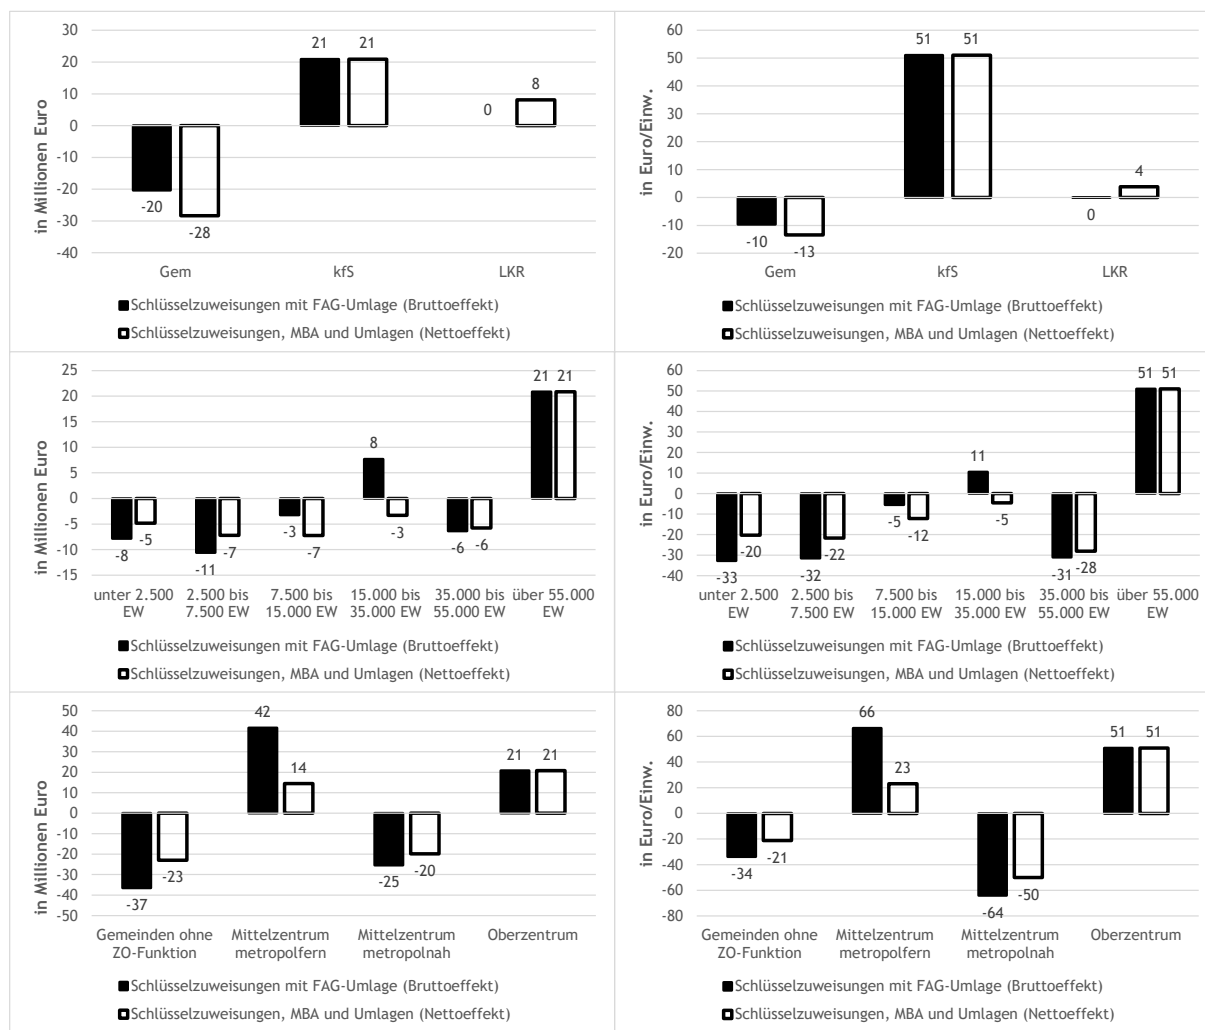 30
20
10
0
-10
-20
-30
-40
in Millionen Euro
21
21
8
0
-20
-28
Gem
kfS
LKR
Schlüsselzuweisungen mit FAG-Umlage (Bruttoeffekt)
Schlüsselzuweisungen, MBA und Umlagen (Nettoeffekt)
60
50
40
30
20
10
0
-10
-20
in Euro/Einw.
51
51
4
0
-10
-13
Gem
kfS
LKR
Schlüsselzuweisungen mit FAG-Umlage (Bruttoeffekt)
Schlüsselzuweisungen, MBA und Umlagen (Nettoeffekt)
25
20
15
10
5
0
-5
-10
-15
in Millionen Euro
21
21
8
-8
-5
-11
-7
-3
-7
-3
-6
-6
unter 2.500
EW
2.500 bis
7.500 EW
7.500 bis
15.000 EW
15.000 bis
35.000 EW
35.000 bis
55.000 EW
über 55.000
EW
Schlüsselzuweisungen mit FAG-Umlage (Bruttoeffekt)
Schlüsselzuweisungen, MBA und Umlagen (Nettoeffekt)
60
50
40
30
20
10
0
-10
-20
-30
-40
in Euro/Einw.
51
51
11
-33
-20
-32
-22
-5
-12
-5
-31
-28
unter 2.500
EW
2.500 bis
7.500 EW
7.500 bis
15.000 EW
15.000 bis
35.000 EW
35.000 bis
55.000 EW
über 55.000
EW
Schlüsselzuweisungen mit FAG-Umlage (Bruttoeffekt)
Schlüsselzuweisungen, MBA und Umlagen (Nettoeffekt)
50
40
30
20
10
0
-10
-20
-30
-40
-50
in Millionen Euro
42
14
21
21
-37
-23
-25
-20
Gemeinden ohne
ZO-Funktion
Mittelzentrum
metropolfern
Mittelzentrum
metropolnah
Oberzentrum
Schlüsselzuweisungen mit FAG-Umlage (Bruttoeffekt)
Schlüsselzuweisungen, MBA und Umlagen (Nettoeffekt)
80
60
40
20
0
-20
-40
-60
-80
in Euro/Einw.
66
23
51
51
-34
-21
-64
-50
Gemeinden ohne
ZO-Funktion
Mittelzentrum
metropolfern
Mittelzentrum
metropolnah
Oberzentrum
Schlüsselzuweisungen mit FAG-Umlage (Bruttoeffekt)
Schlüsselzuweisungen, MBA und Umlagen (Nettoeffekt)